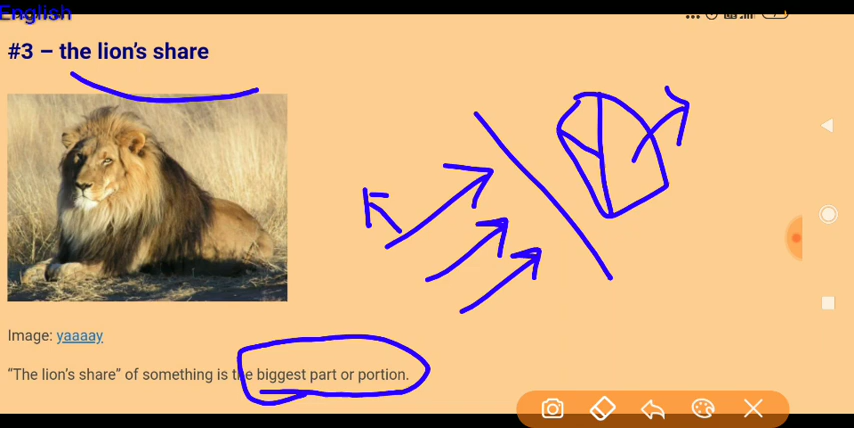 English
#3 – the lion's share
Image: yaaaay
“The lion's share” of something is the biggest part or portion.